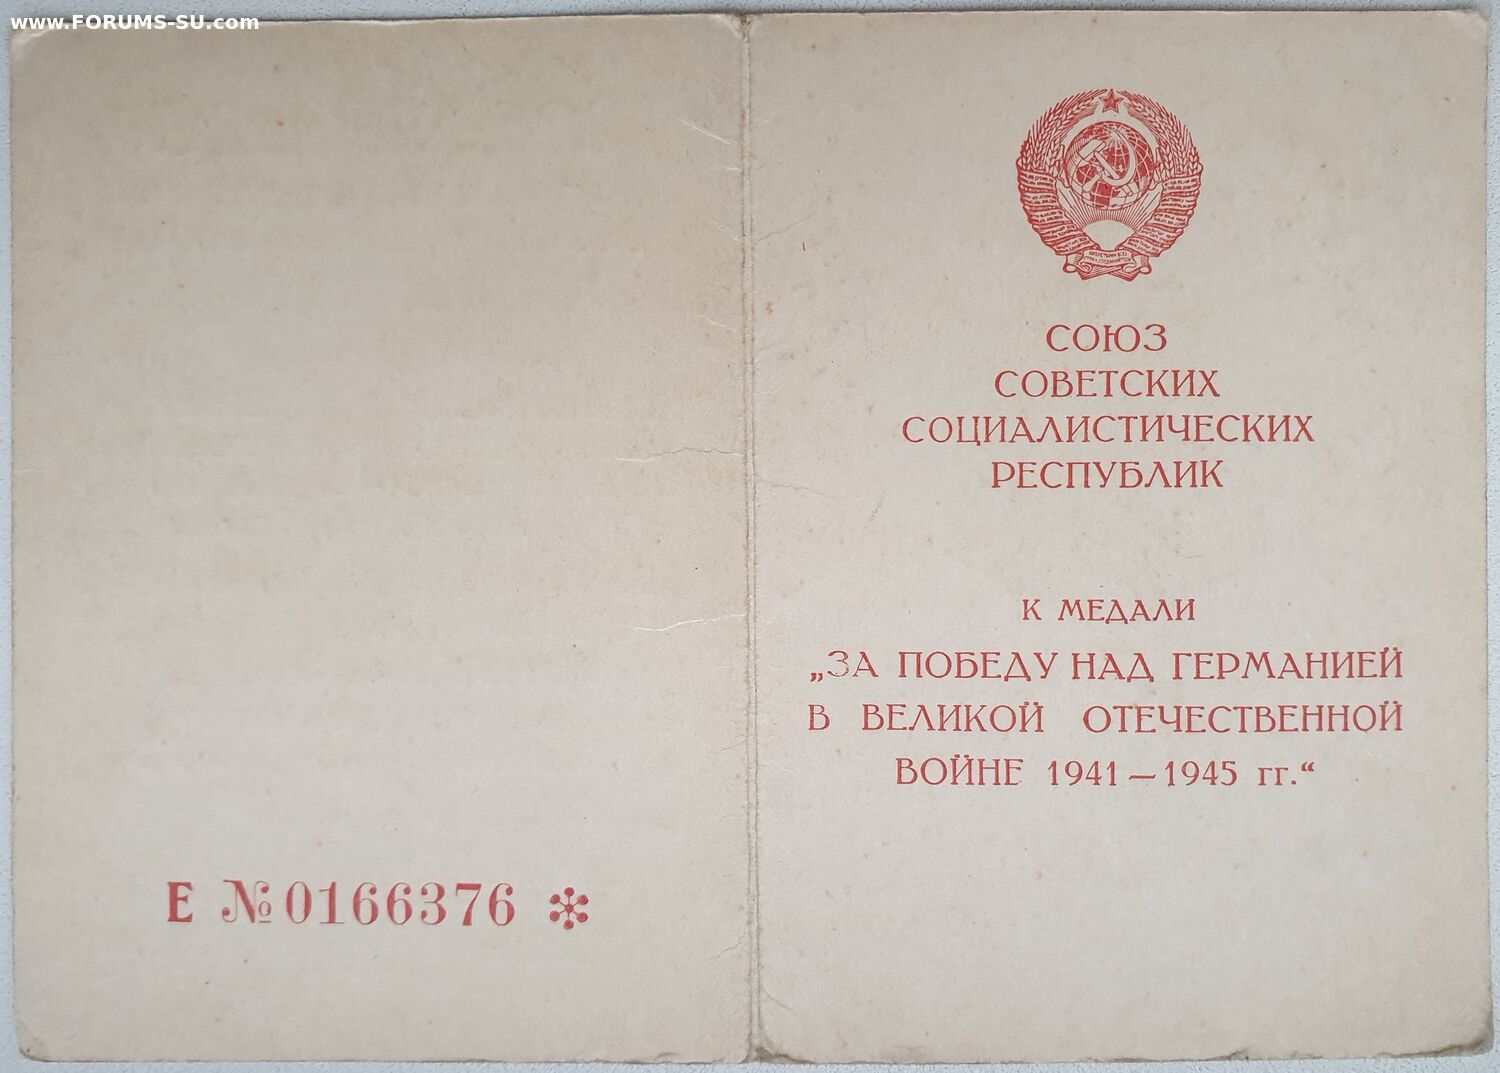 www.FORUMS-SU.com
Е №0166376 *
СОЮЗ
СОВЕТСКИХ
СОЦИАЛИСТИЧЕСКИХ
РЕСПУБЛИК
К МЕДАЛИ
„ЗА ПОБЕДУ НАД ГЕРМАНИЕЙ
В ВЕЛИКОЙ ОТЕЧЕСТВЕННОЙ
ВОЙНЕ 1941—1945 гг.“